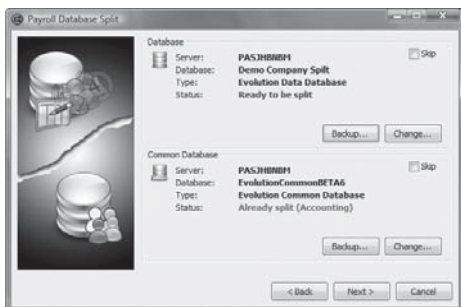 Payroll Database Split
Database
Server: PASJHBNBM
Skip
Database: Demo Company Spilt
Type: Evolution Data Database
Status: Ready to be split
Backup... Change...
Common Database
Server: PASJHBNBM
Skip
Database: EvolutionCommonBETA6
Type: Evolution Common Database
Status: Already split (Accounting)
Backup... Change...
< Back Next > Cancel